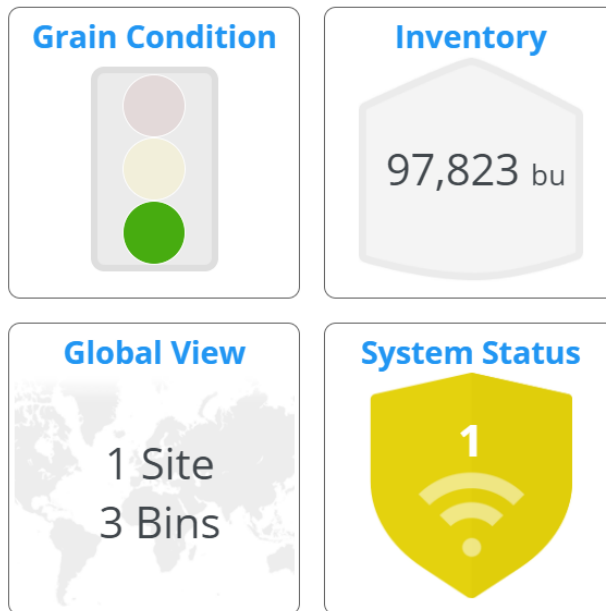 Grain Condition
Inventory
97,823 bu
Global View
1 Site
3 Bins
System Status
1